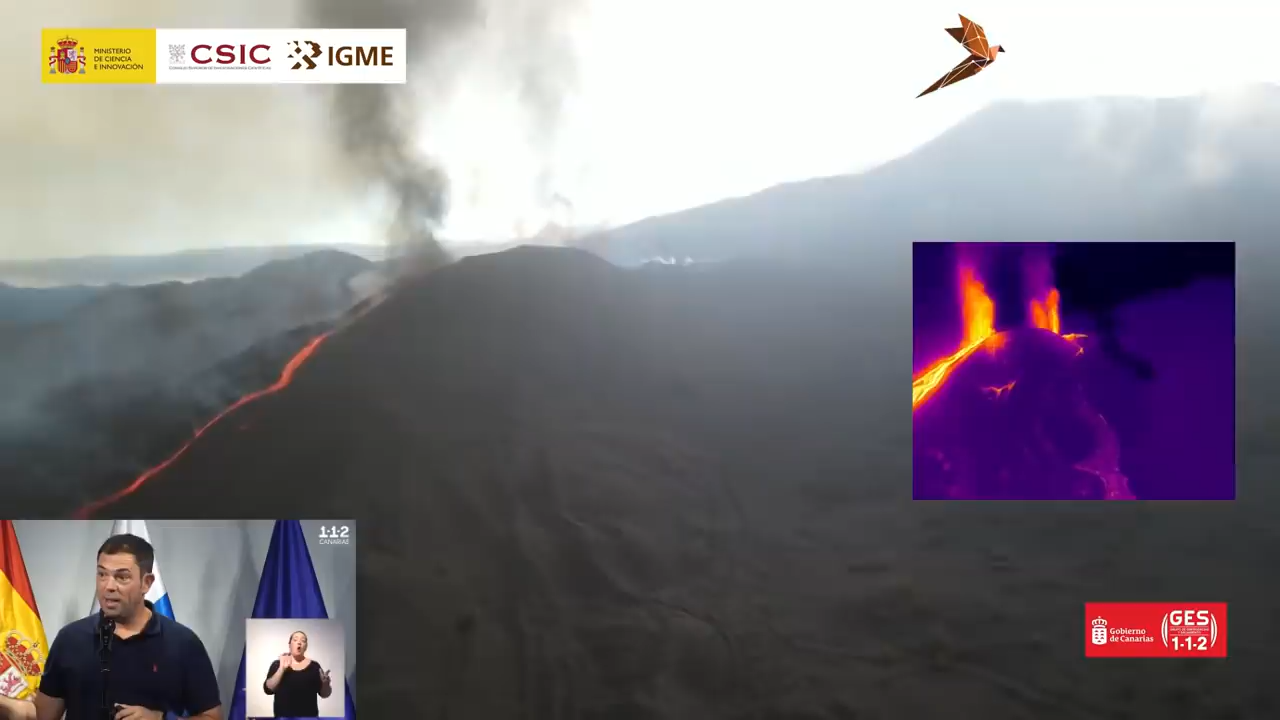 MINISTERIO
DE CIENCIA
E INNOVACIÓN
CSIC
IGME
1-1-2
CANARIAS
Gobierno
de Canarias
GES
1-1-2